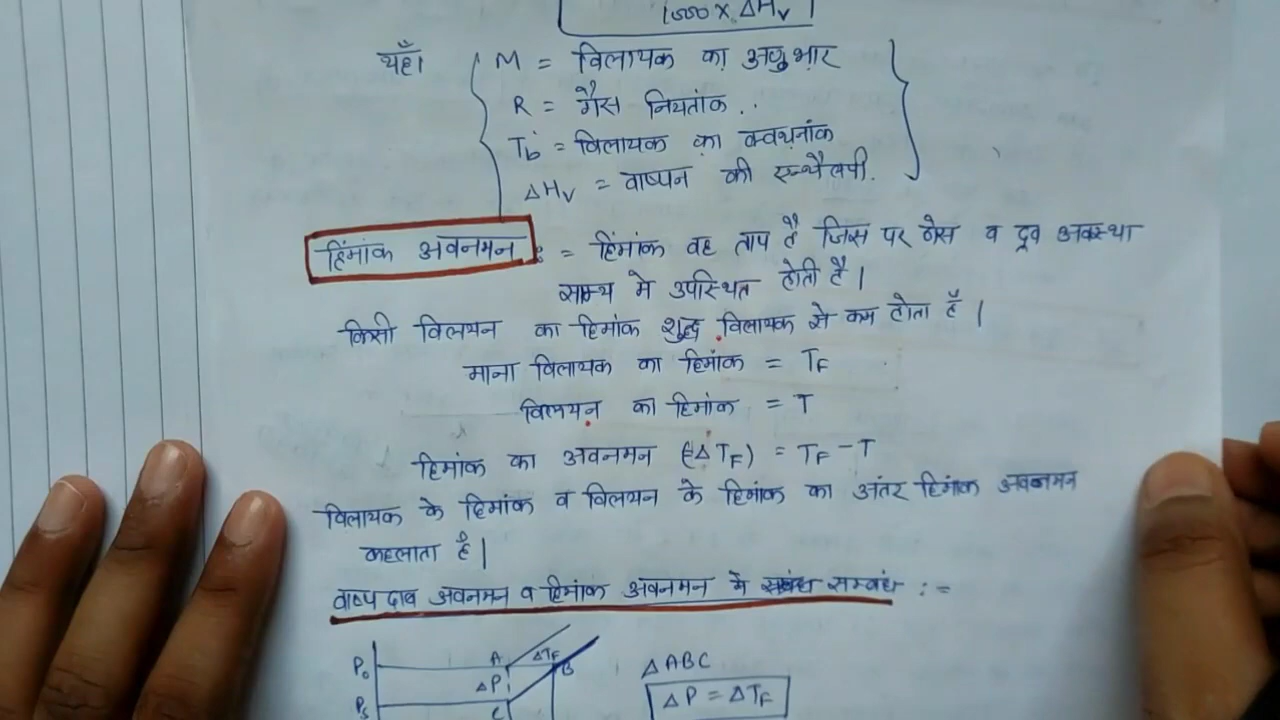 1000 × ΔHv
यहाँ M = विलायक का अणुभार
R = गैस नियतांक ..
Tb = विलायक का क्वथनांक
ΔHv = वाष्पन की एन्थैलपी.
हिमांक अवनमन : = हिमांक वह ताप है जिस पर ठोस व द्रव अवस्था
साम्य मे उपस्थित होती है |
किसी विलयन का हिमांक शुद्ध विलायक से कम होता है |
माना विलायक का हिमांक = TF
विलयन का हिमांक = T
हिमांक का अवनमन (ΔTF) = TF - T
विलायक के हिमांक व विलयन के हिमांक का अंतर हिमांक अवनमन
कहलाता है |
वाष्प दाब अवनमन व हिमांक अवनमन मे सम्बंध :=
P₀ A ΔTF B ΔABC
ΔP ΔP = ΔTF
Ps C